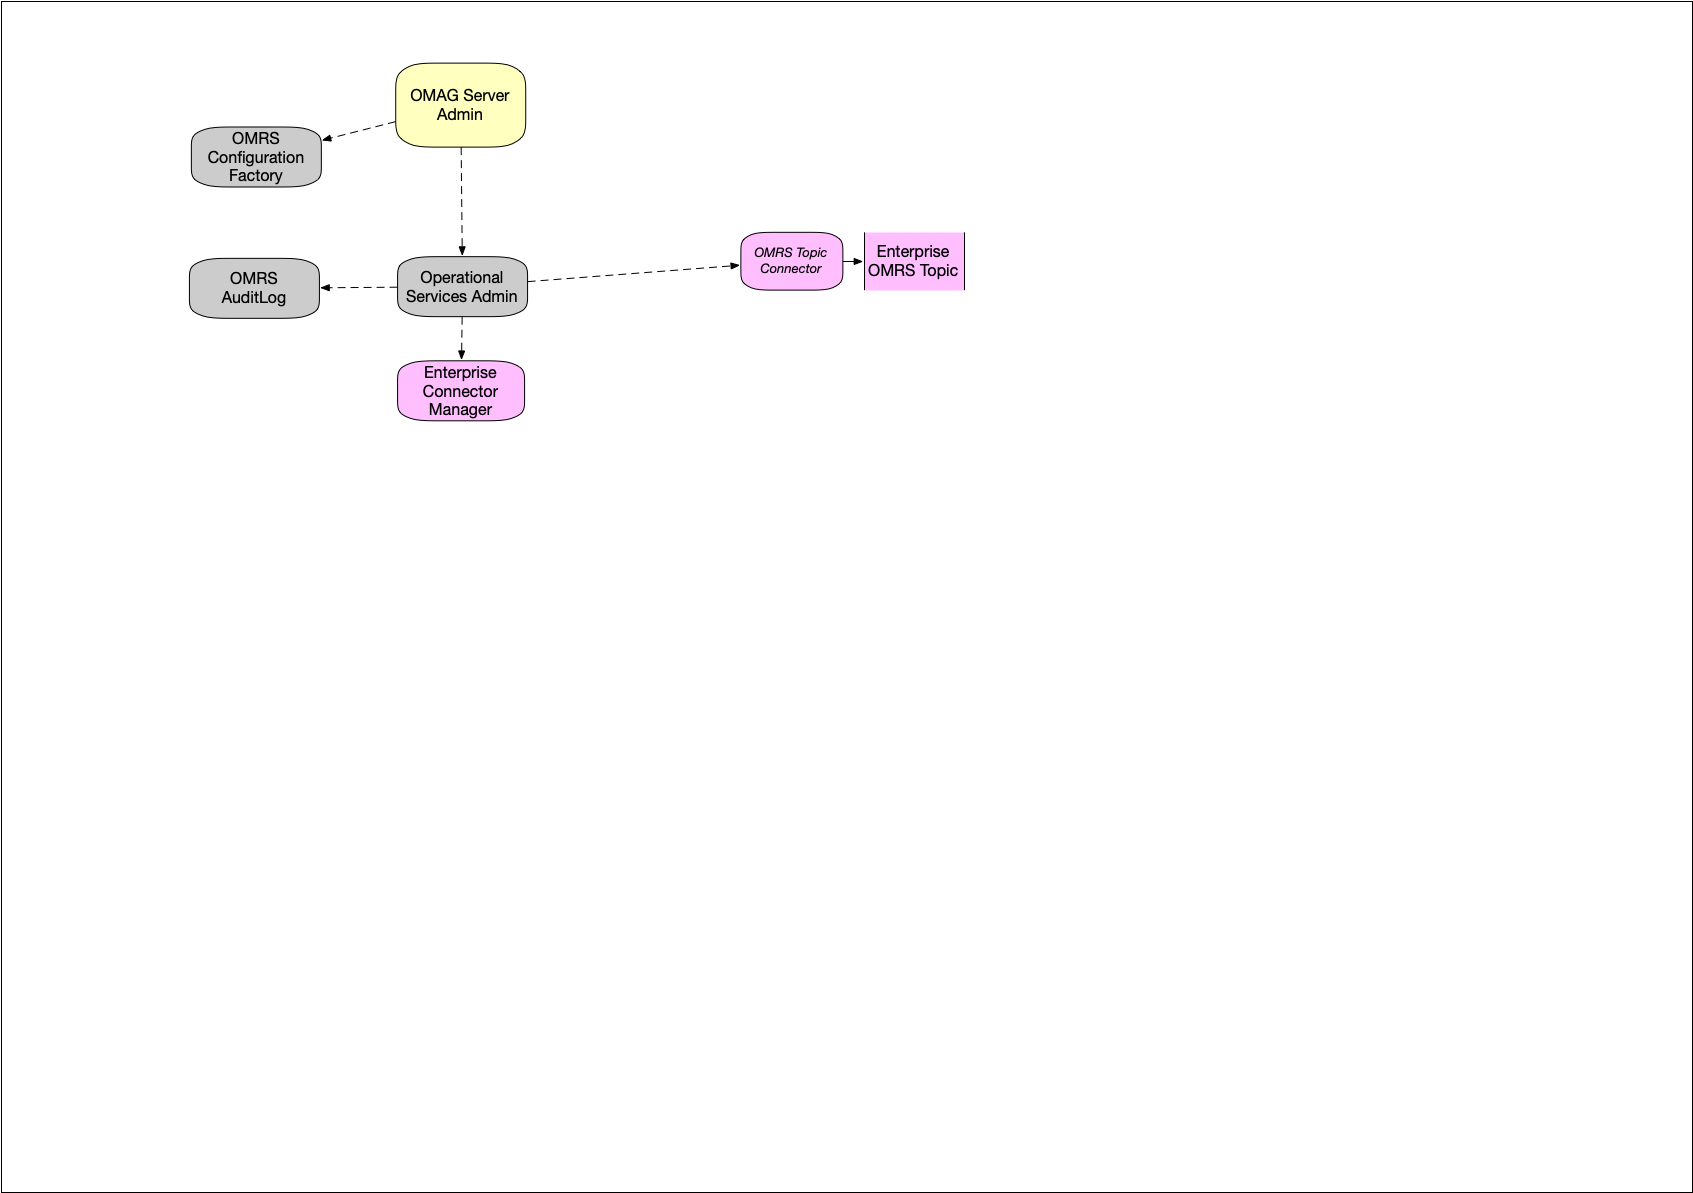 OMAG Server
Admin
OMRS
Configuration
Factory
OMRS Topic
Connector
Enterprise
OMRS Topic
OMRS
AuditLog
Operational
Services Admin
Enterprise
Connector
Manager